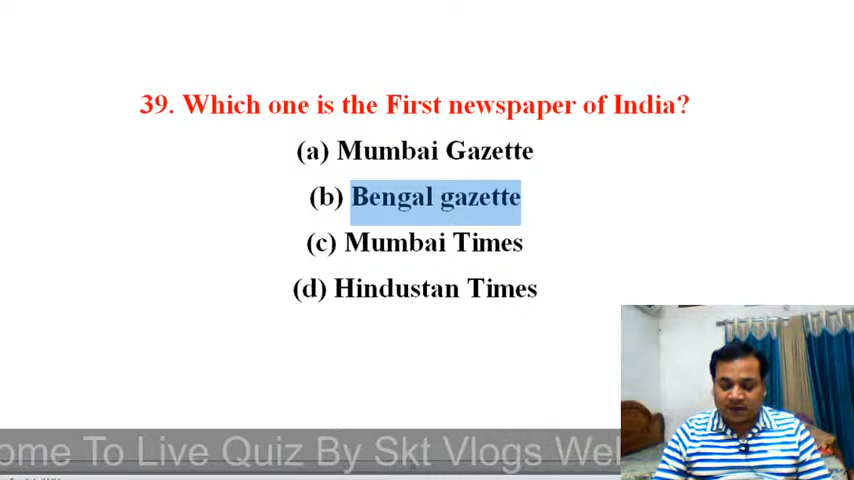 39. Which one is the First newspaper of India?
(a) Mumbai Gazette
(b) Bengal gazette
(c) Mumbai Times
(d) Hindustan Times
ome To Live Quiz By Skt Vlogs Wel